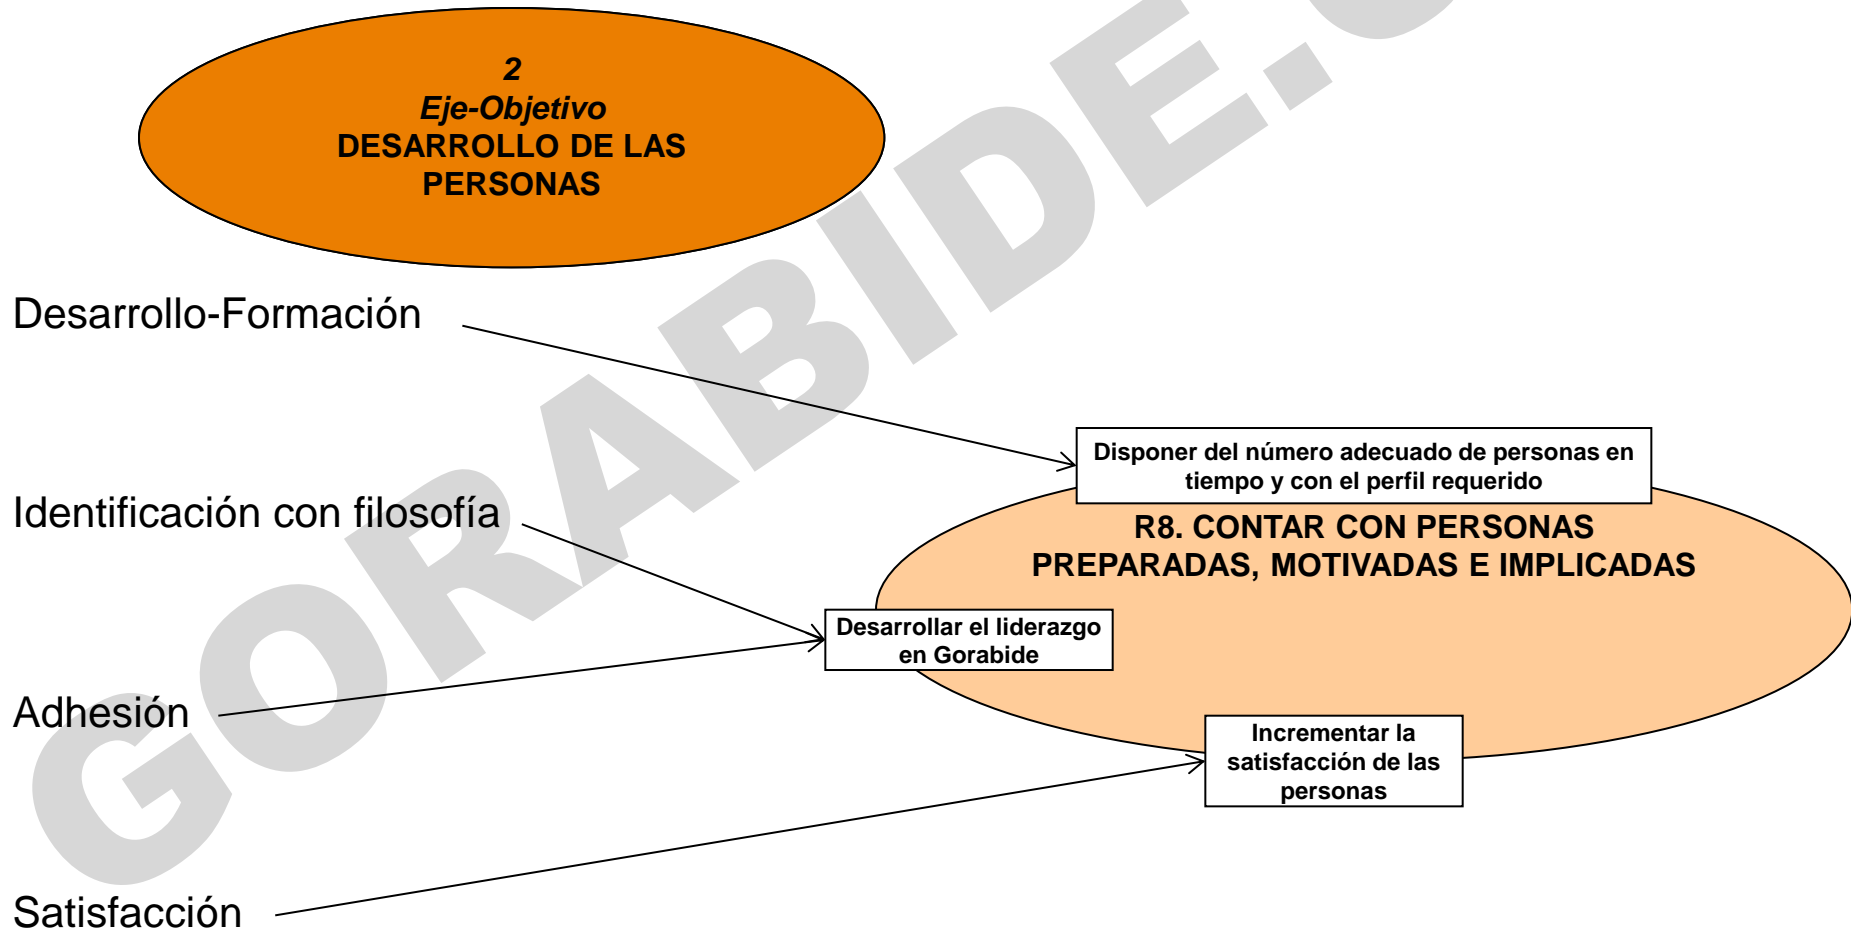 2
Eje-Objetivo
DESARROLLO DE LAS
PERSONAS
Desarrollo-Formación
Disponer del número adecuado de personas en
tiempo y con el perfil requerido
Identificación con filosofía
R8. CONTAR CON PERSONAS
PREPARADAS, MOTIVADAS E IMPLICADAS
Desarrollar el liderazgo
en Gorabide
Adhesión
Incrementar la
satisfacción de las
personas
Satisfacción
GORABIDE.